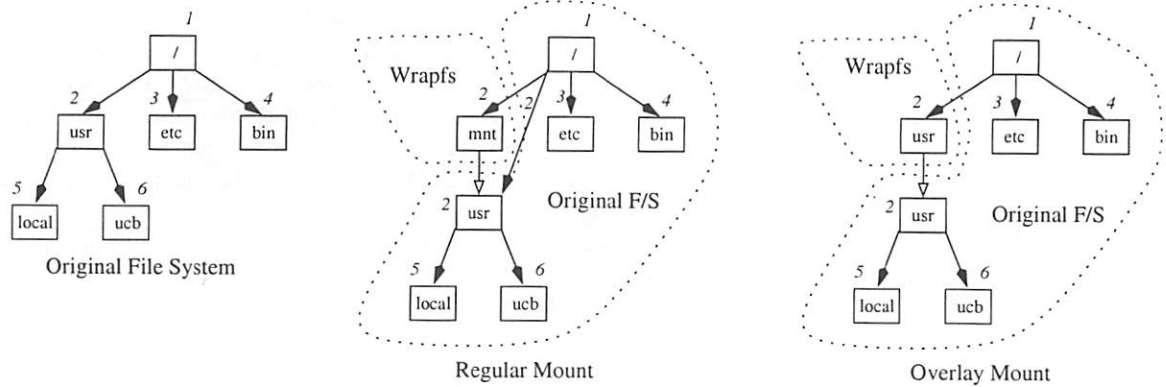 1
/
2
3
4
usr
etc
bin
5
6
local
ucb
Original File System
1
/
Wrapfs
2
2
3
4
mnt
etc
bin
2
usr
Original F/S
5
6
local
ucb
Regular Mount
1
/
Wrapfs
2
3
4
usr
etc
bin
2
usr
Original F/S
5
6
local
ucb
Overlay Mount